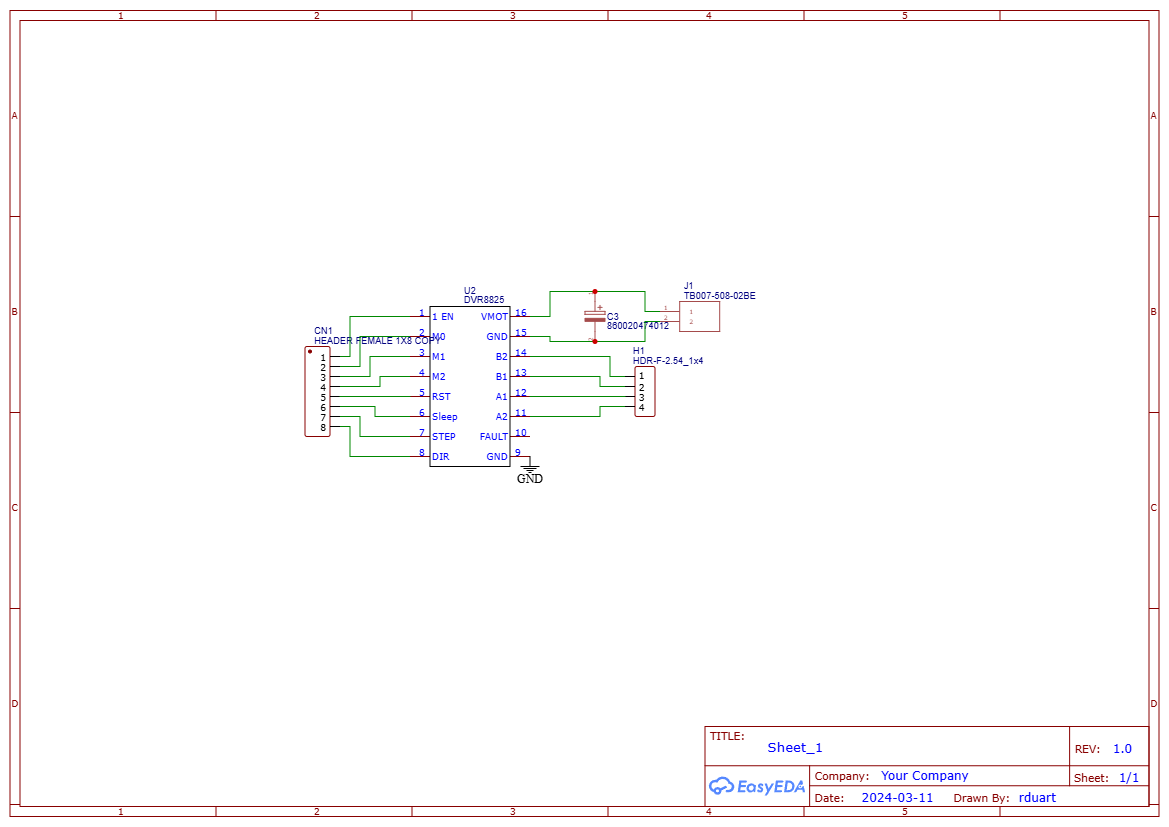 1 2 3 4 5
A A
B B
C C
D D
U2
DVR8825
1 1 EN
2 M0
3 M1
4 M2
5 RST
6 Sleep
7 STEP
8 DIR
VMOT 16
GND 15
B2 14
B1 13
A1 12
A2 11
FAULT 10
GND 9
GND
CN1
HEADER FEMALE 1X8 COPY
1
2
3
4
5
6
7
8
+
C3
860020474012
J1
TB007-508-02BE
1 1
2 2
H1
HDR-F-2.54_1x4
1
2
3
4
TITLE:
Sheet_1
REV: 1.0
EasyEDA
Company: Your Company
Sheet: 1/1
Date: 2024-03-11 Drawn By: rduart
1 2 3 4 5